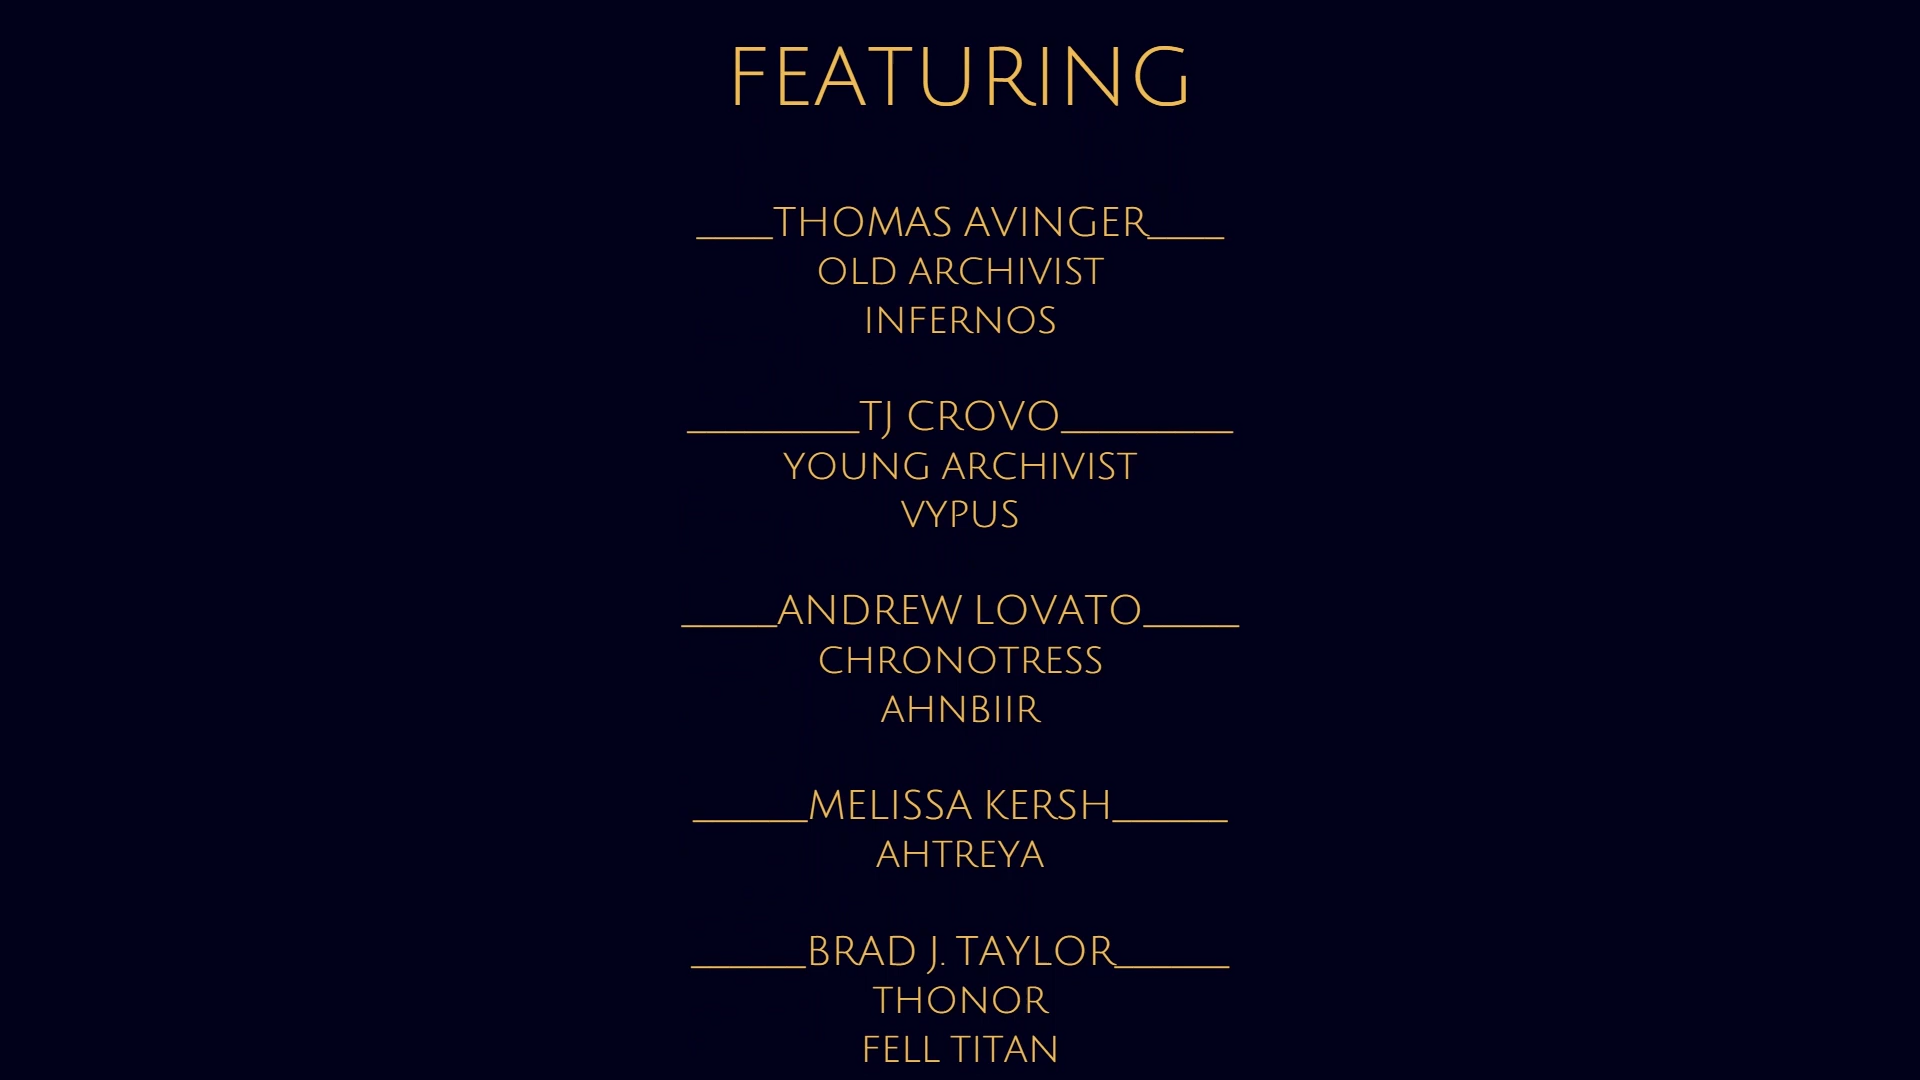 FEATURING
____THOMAS AVINGER____
OLD ARCHIVIST
INFERNOS
_________TJ CROVO_________
YOUNG ARCHIVIST
VYPUS
_____ANDREW LOVATO_____
CHRONOTRESS
AHNBIIR
______MELISSA KERSH______
AHTREYA
______BRAD J. TAYLOR______
THONOR
FELL TITAN